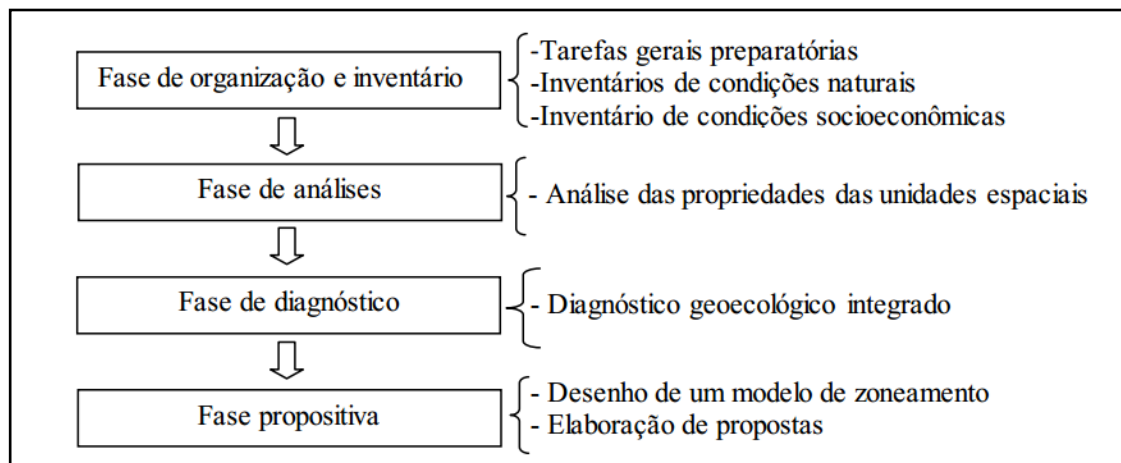 Fase de organização e inventário
-Tarefas gerais preparatórias
-Inventários de condições naturais
-Inventário de condições socioeconômicas
Fase de análises
- Análise das propriedades das unidades espaciais
Fase de diagnóstico
- Diagnóstico geoecológico integrado
Fase propositiva
- Desenho de um modelo de zoneamento
- Elaboração de propostas